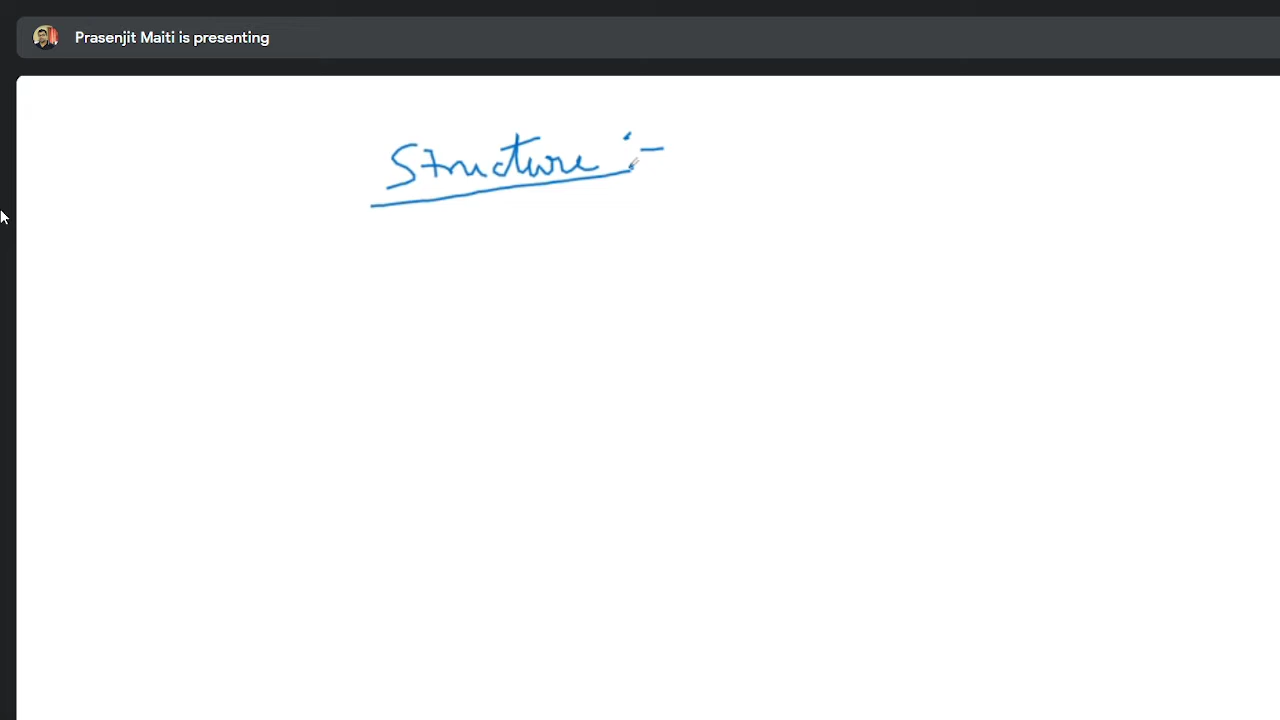 Prasenjit Maiti is presenting
Structure :-